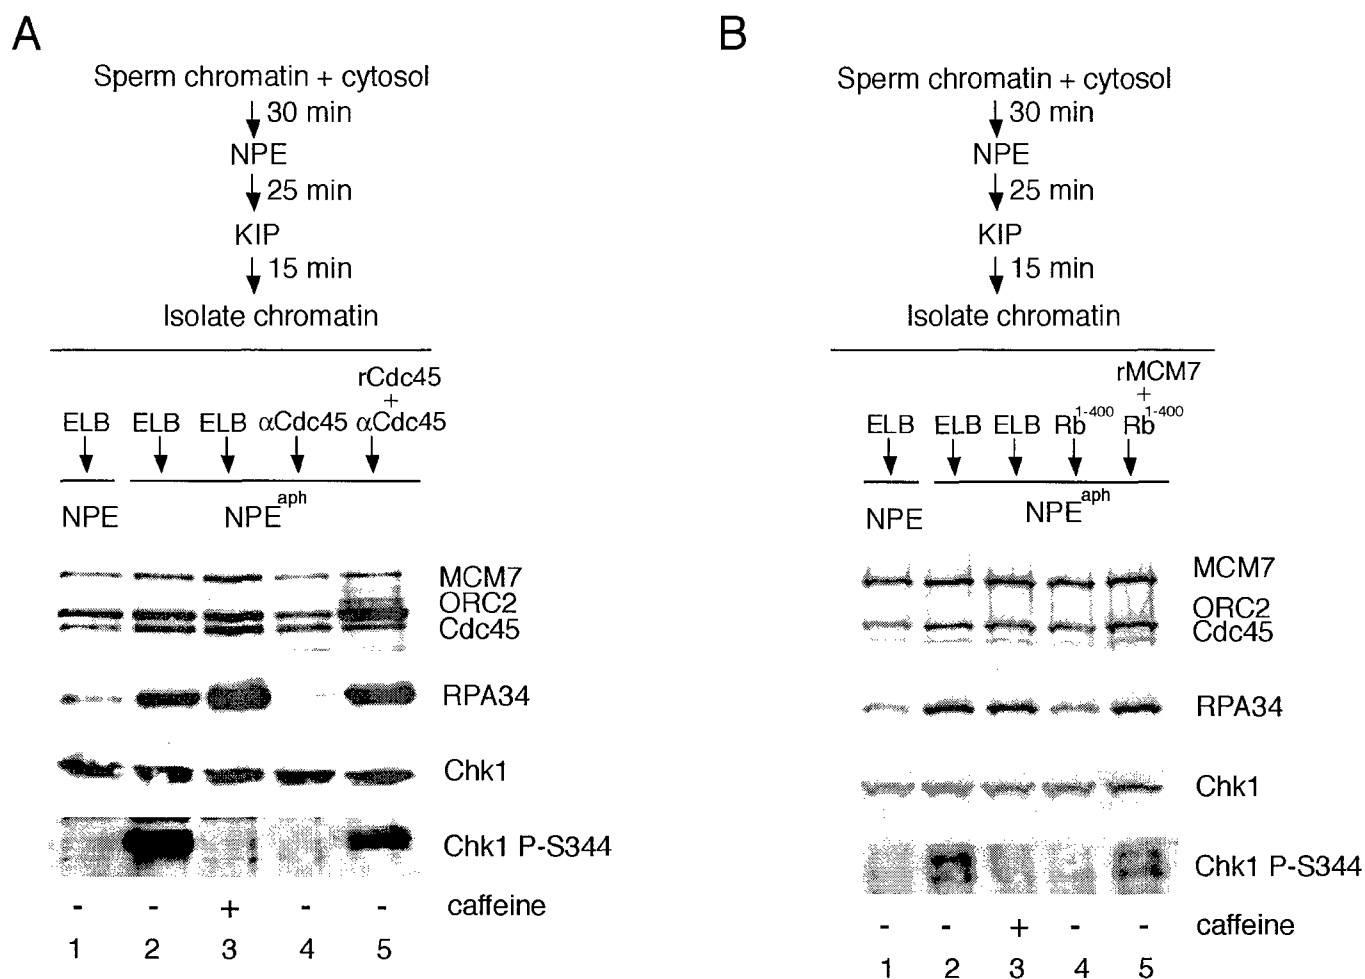 A
Sperm chromatin + cytosol
30 min
NPE
25 min
KIP
15 min
Isolate chromatin
rCdc45
+
ELB ELB ELB αCdc45 αCdc45
NPE NPE^aph
MCM7
ORC2
Cdc45
RPA34
Chk1
Chk1 P-S344
- - + - - caffeine
1 2 3 4 5
B
Sperm chromatin + cytosol
30 min
NPE
25 min
KIP
15 min
Isolate chromatin
rMCM7
+
ELB ELB ELB Rb^1-400 Rb^1-400
NPE NPE^aph
MCM7
ORC2
Cdc45
RPA34
Chk1
Chk1 P-S344
- - + - - caffeine
1 2 3 4 5